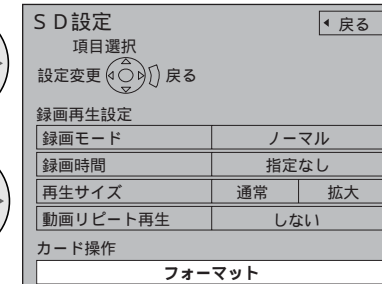 ＳＤ設定
戻る
項目選択
設定変更 戻る
録画再生設定
録画モード ノーマル
録画時間 指定なし
再生サイズ 通常 拡大
動画リピート再生 しない
カード操作
フォーマット